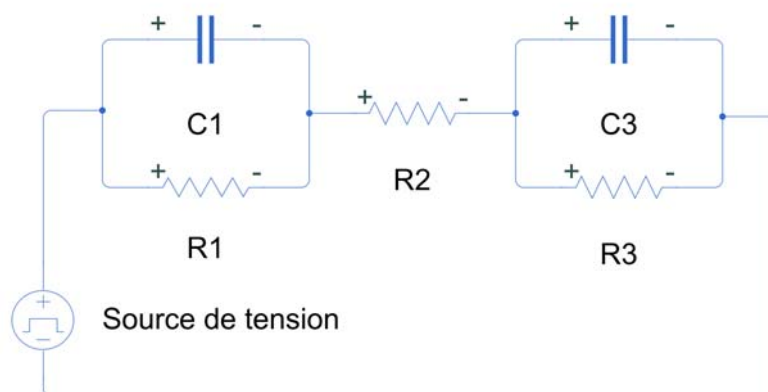 + -
+ -
C1
C3
+ -
+ -
+ -
R2
R1
R3
+
Source de tension
−